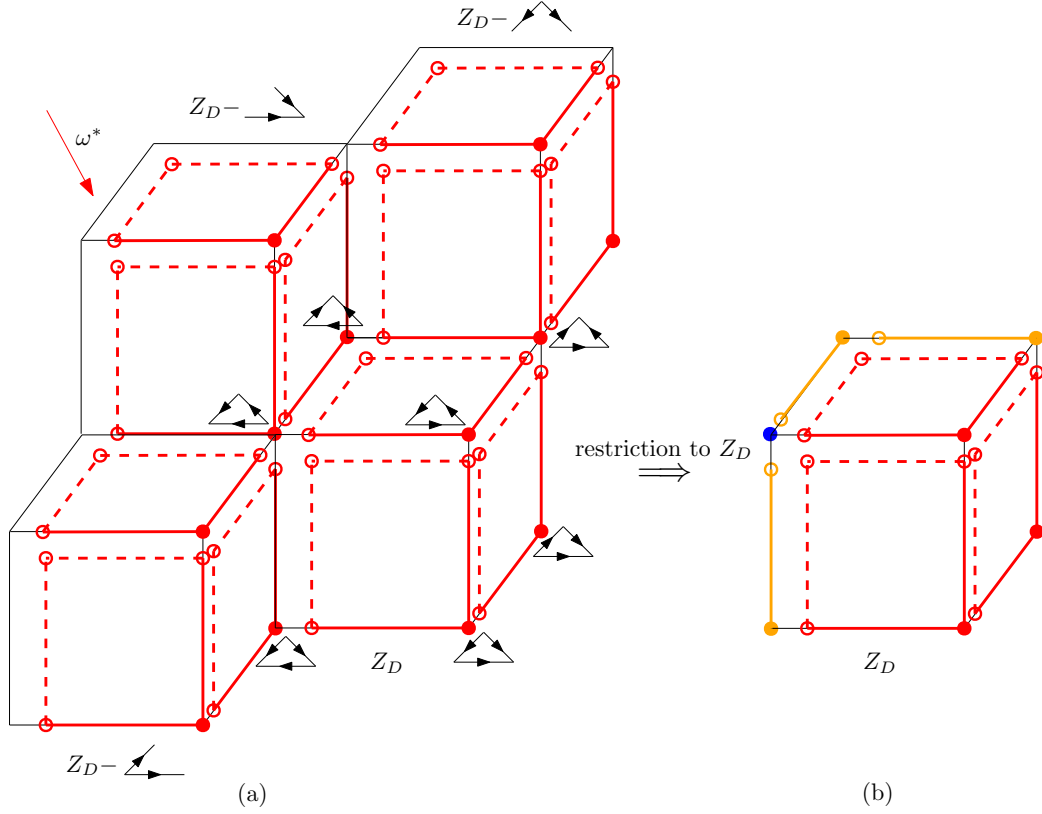 Z_D−
Z_D−
ω*
restriction to Z_D
⟹
Z_D
Z_D
Z_D−
(a)
(b)